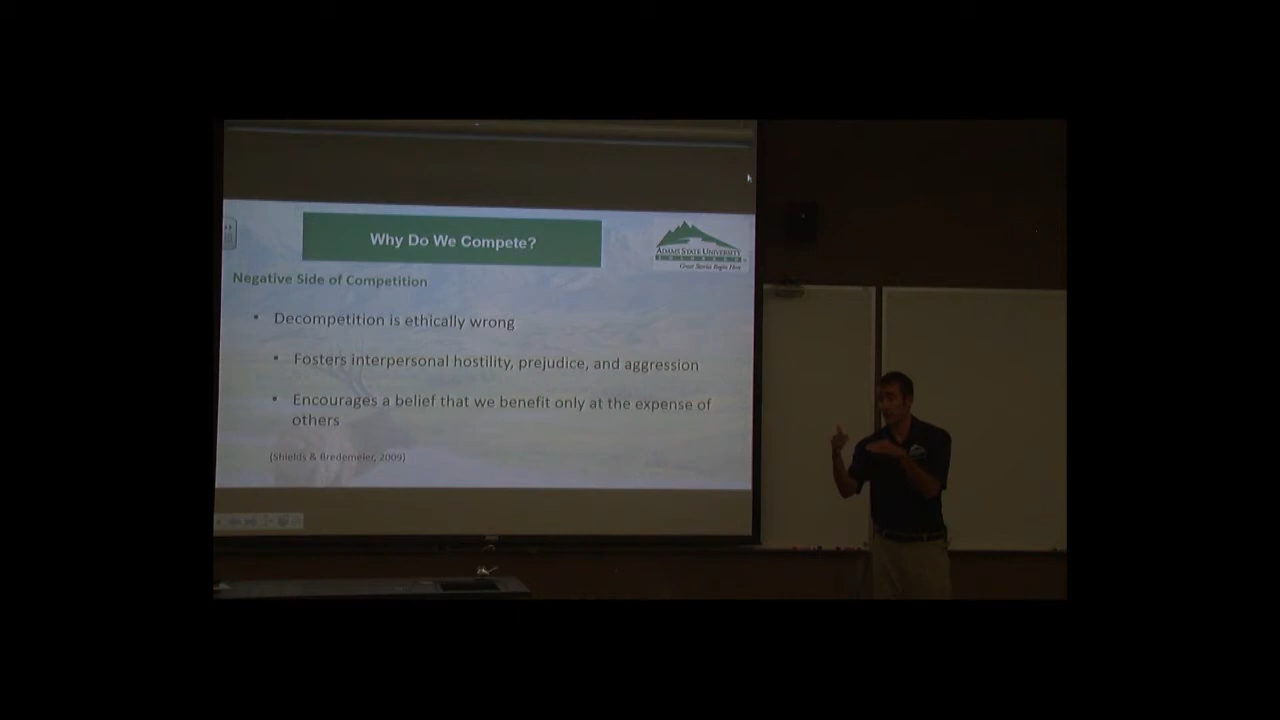 Why Do We Compete?
ADAMS STATE UNIVERSITY
COLORADO
Great Stories Begin Here
Negative Side of Competition
• Decompetition is ethically wrong
▪ Fosters interpersonal hostility, prejudice, and aggression
▪ Encourages a belief that we benefit only at the expense of
others
(Shields & Bredemeier, 2009)